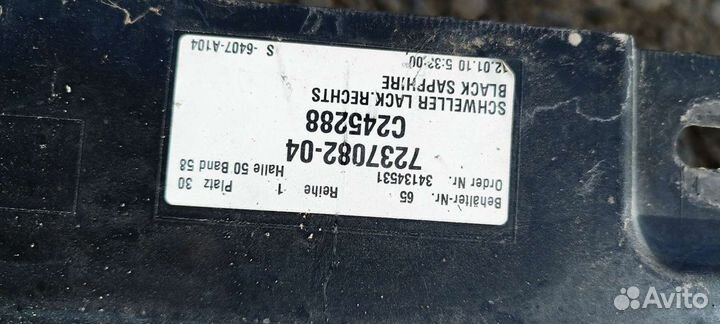 Behälter-Nr. 65 Reihe 1 Platz 30
Order Nr. 34134531 Halle 50 Band 58
7237082-04
C245288
SCHWELLER LACK.RECHTS
BLACK SAPPHIRE
12.01.10 5:33:00 S -6407-A104
Avito